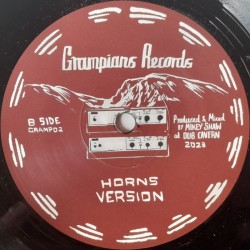 Grampians Records
B SIDE
GRAMP02
Produced & Mixed
BY MIKEY SHAW
at DUB CAVERN
2023
HORNS
VERSION